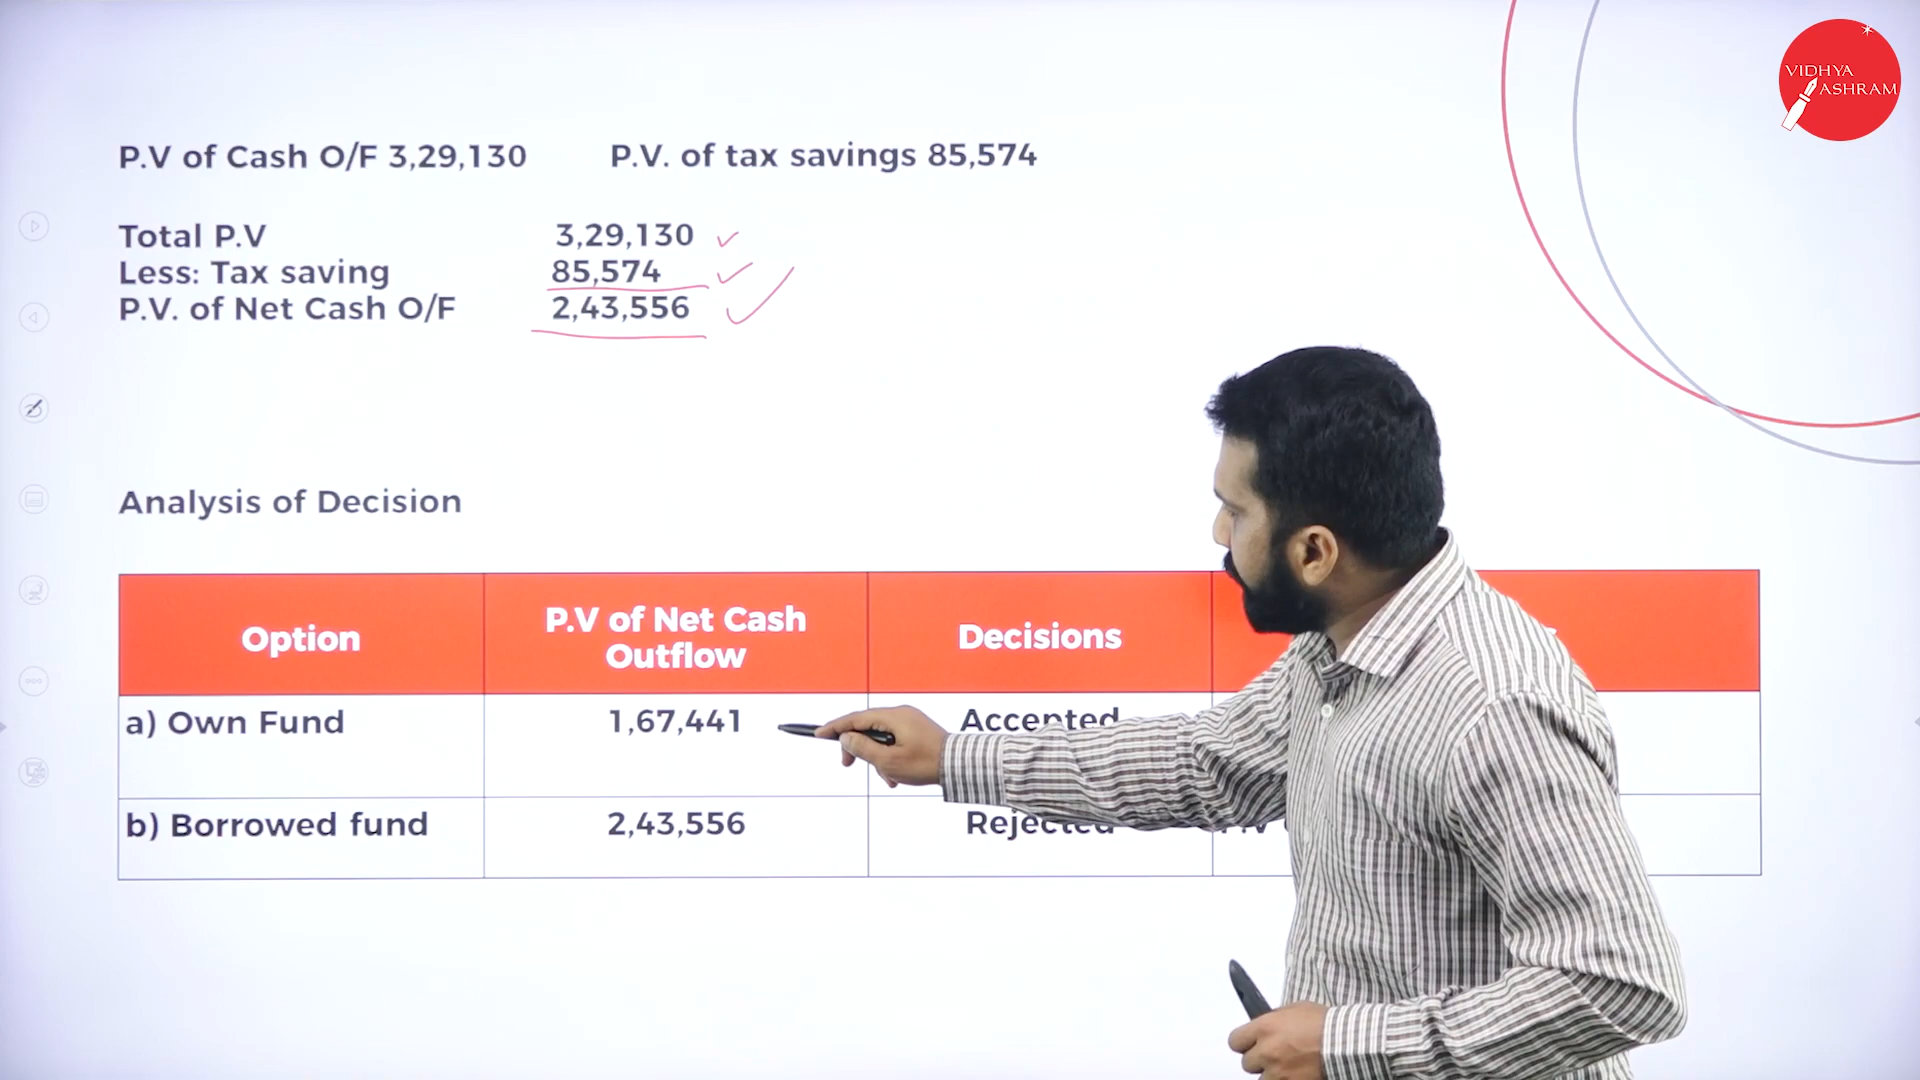 VIDHYA
ASHRAM
P.V of Cash O/F 3,29,130 P.V. of tax savings 85,574
Total P.V 3,29,130
Less: Tax saving 85,574
P.V. of Net Cash O/F 2,43,556
Analysis of Decision
Option P.V of Net Cash Outflow Decisions
a) Own Fund 1,67,441 Accepted
b) Borrowed fund 2,43,556 Rejected